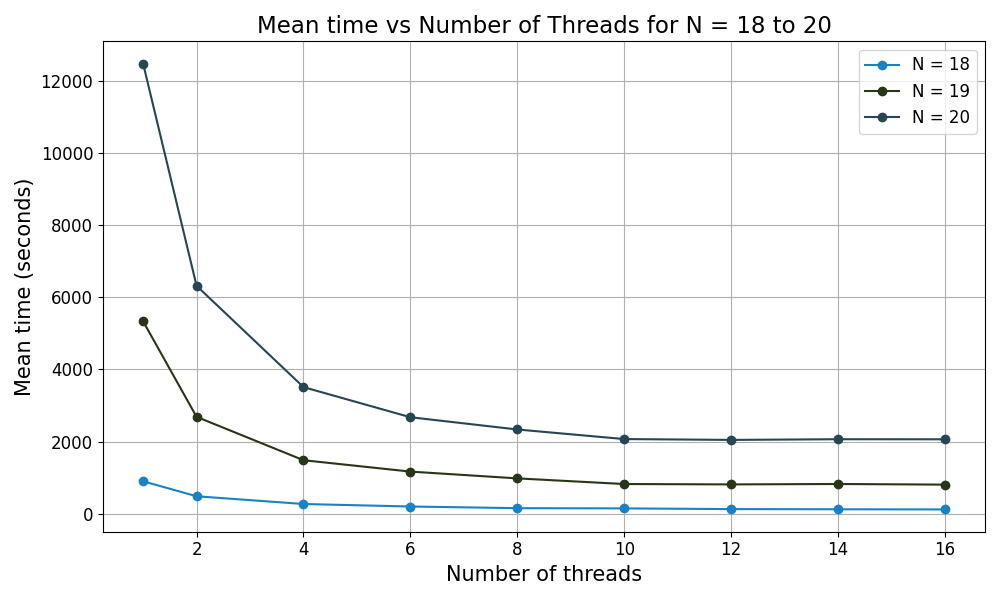 Mean time vs Number of Threads for N = 18 to 20
N = 18
N = 19
N = 20
Mean time (seconds)
12000
10000
8000
6000
4000
2000
0
2 4 6 8 10 12 14 16
Number of threads